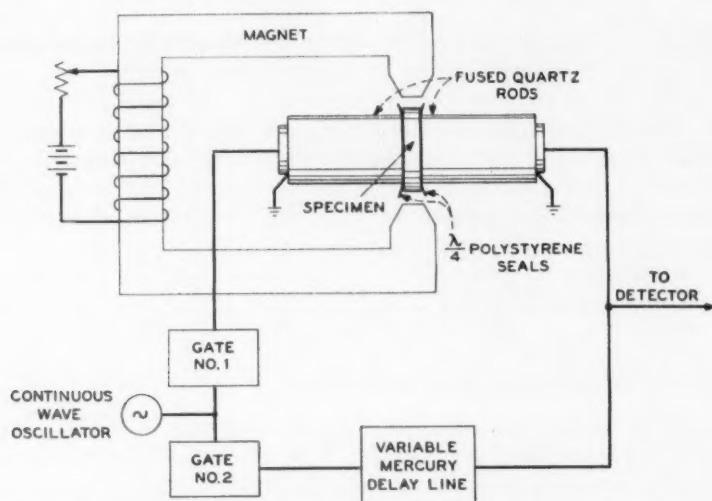 MAGNET
FUSED QUARTZ
RODS
SPECIMEN
λ/4 POLYSTYRENE
SEALS
TO
DETECTOR
GATE
NO.1
CONTINUOUS
WAVE
OSCILLATOR
~
GATE
NO.2
VARIABLE
MERCURY
DELAY LINE